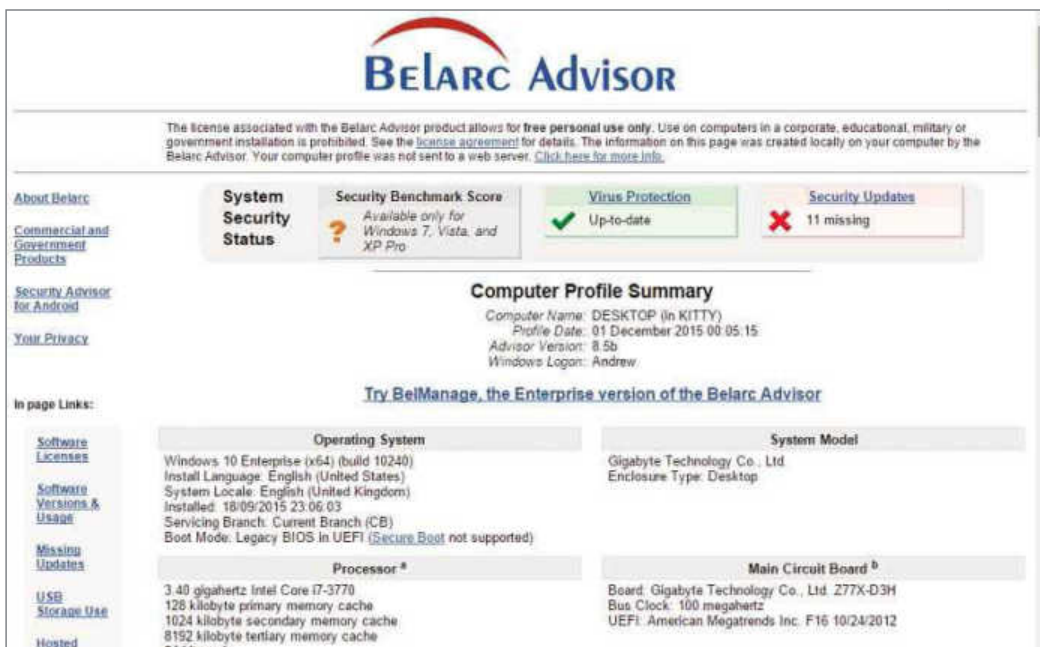 BELARC ADVISOR
The license associated with the Belarc Advisor product allows for free personal use only. Use on computers in a corporate, educational, military or
government installation is prohibited. See the license agreement for details. The information on this page was created locally on your computer by the
Belarc Advisor. Your computer profile was not sent to a web server. Click here for more info.
About Belarc
Commercial and
Government
Products
Security Advisor
for Android
Your Privacy
In page Links:
Software
Licenses
Software
Versions &
Usage
Missing
Updates
USB
Storage Use
Hosted
System
Security
Status
Security Benchmark Score
Available only for
Windows 7, Vista, and
XP Pro
Virus Protection
Up-to-date
Security Updates
11 missing
Computer Profile Summary
Computer Name: DESKTOP (in KITTY)
Profile Date: 01 December 2015 00:05:15
Advisor Version: 8.5b
Windows Logon: Andrew
Try BelManage, the Enterprise version of the Belarc Advisor
Operating System
Windows 10 Enterprise (x64) (build 10240)
Install Language: English (United States)
System Locale: English (United Kingdom)
Installed: 18/09/2015 23:06:03
Servicing Branch: Current Branch (CB)
Boot Mode: Legacy BIOS in UEFI (Secure Boot not supported)
System Model
Gigabyte Technology Co., Ltd.
Enclosure Type: Desktop
Processor a
3.40 gigahertz Intel Core i7-3770
128 kilobyte primary memory cache
1024 kilobyte secondary memory cache
8192 kilobyte tertiary memory cache
Main Circuit Board b
Board: Gigabyte Technology Co., Ltd. Z77X-D3H
Bus Clock: 100 megahertz
UEFI: American Megatrends Inc. F16 10/24/2012